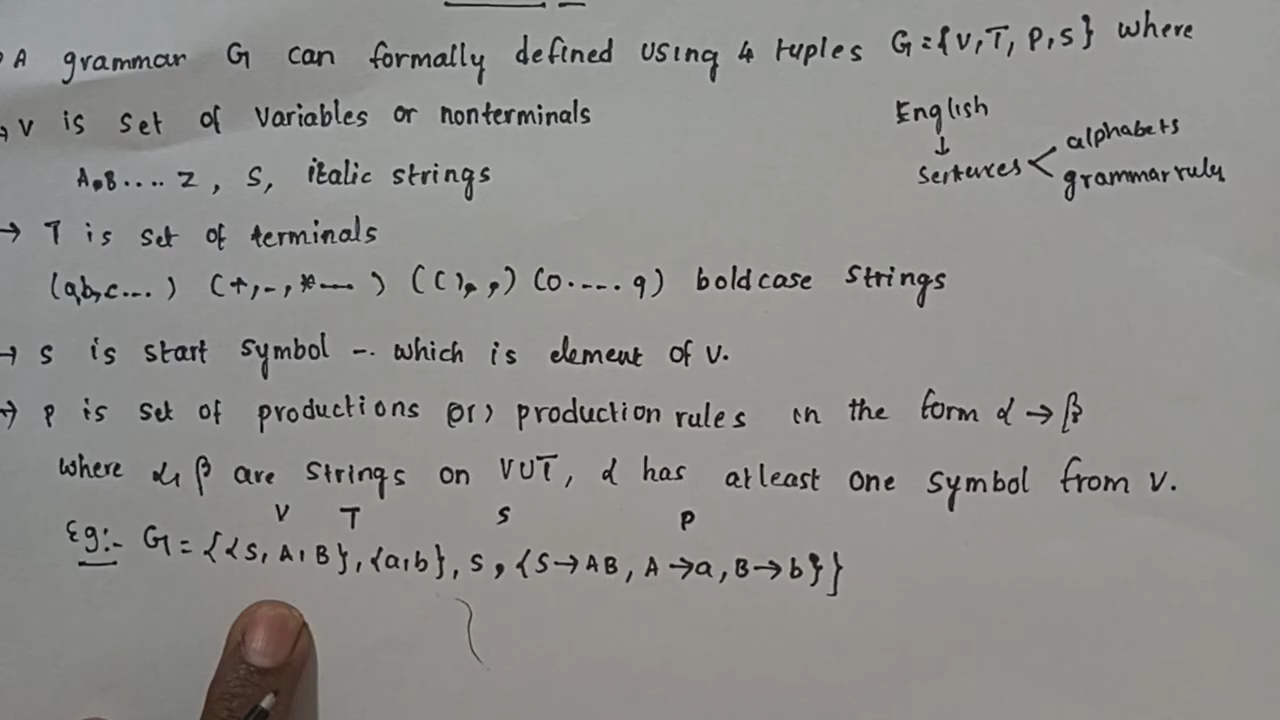 A grammar G can formally defined using 4 tuples G={V,T,P,S} where
→ V is set of variables or nonterminals
A,B....Z, S, italic strings
English
↓
sentences < alphabets
grammar rules
→ T is set of terminals
(a,b,c...) (+,-,*....) ((),,,) (0....9) boldcase strings
→ S is start symbol -. which is element of V.
→ P is set of productions (or) production rules in the form α → β
where α, β are strings on VUT, α has atleast one symbol from V.
V T S P
Eg:- G={{S,A,B},{a,b},S,{S→AB,A→a,B→b}}